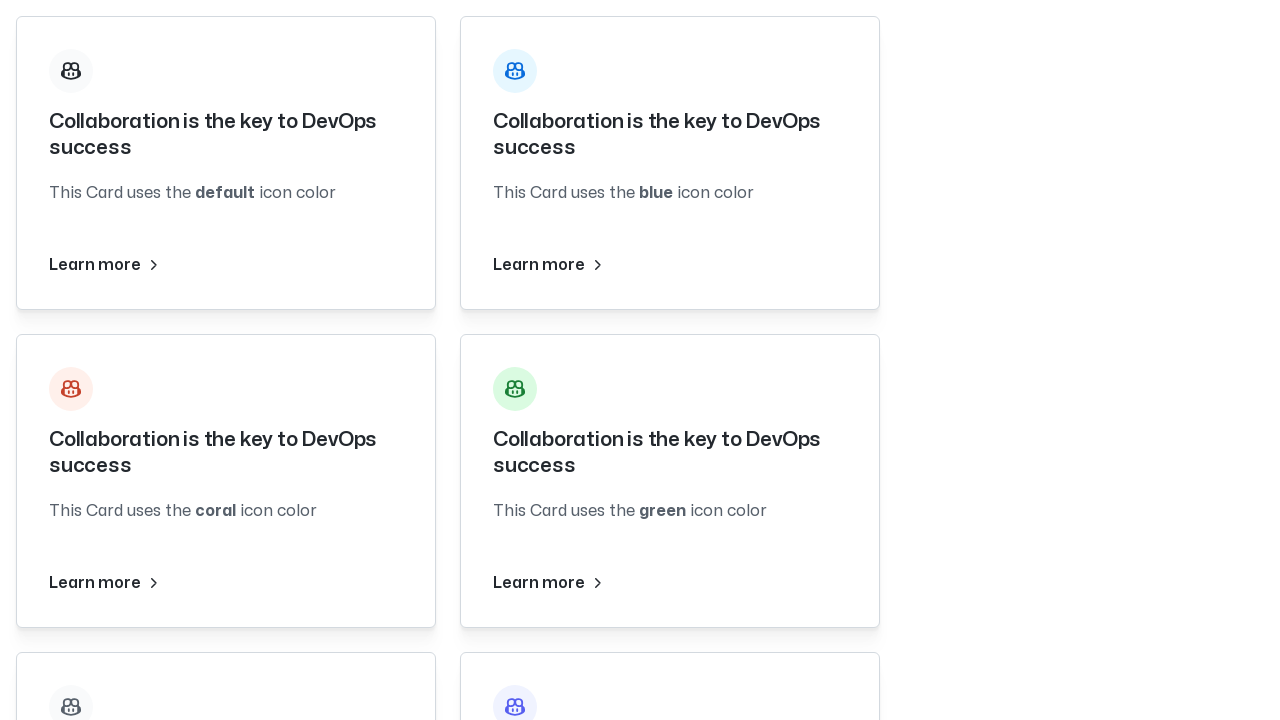 Collaboration is the key to DevOps
success
This Card uses the default icon color
Learn more
Collaboration is the key to DevOps
success
This Card uses the blue icon color
Learn more
Collaboration is the key to DevOps
success
This Card uses the coral icon color
Learn more
Collaboration is the key to DevOps
success
This Card uses the green icon color
Learn more